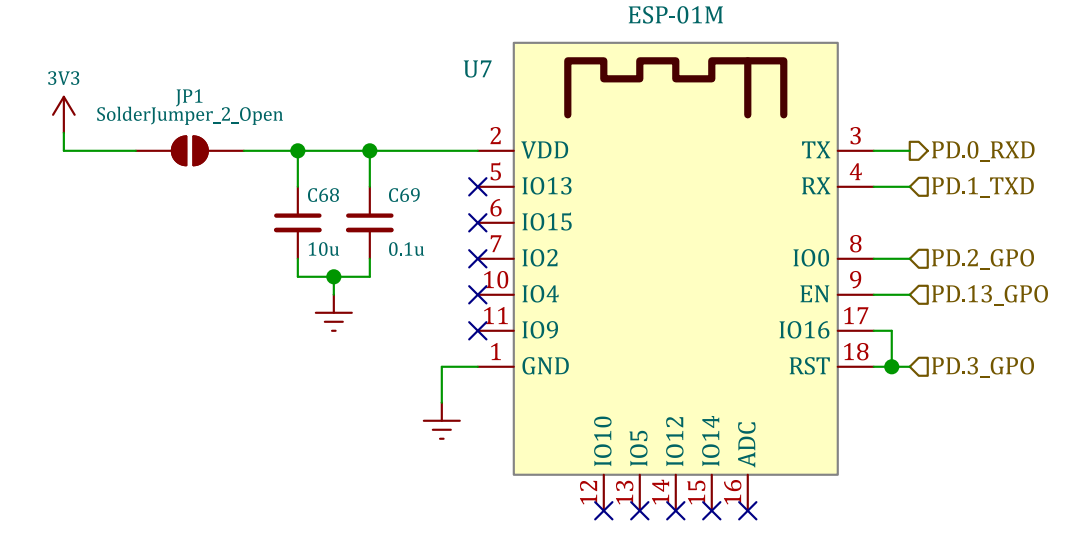 ESP-01M
U7
3V3
JP1
SolderJumper_2_Open
2 VDD
5 IO13
6 IO15
7 IO2
10 IO4
11 IO9
1 GND
C68
10u
C69
0.1u
TX 3 PD.0_RXD
RX 4 PD.1_TXD
IO0 8 PD.2_GPO
EN 9 PD.13_GPO
IO16 17
RST 18 PD.3_GPO
IO10 12
IO5 13
IO12 14
IO14 15
ADC 16